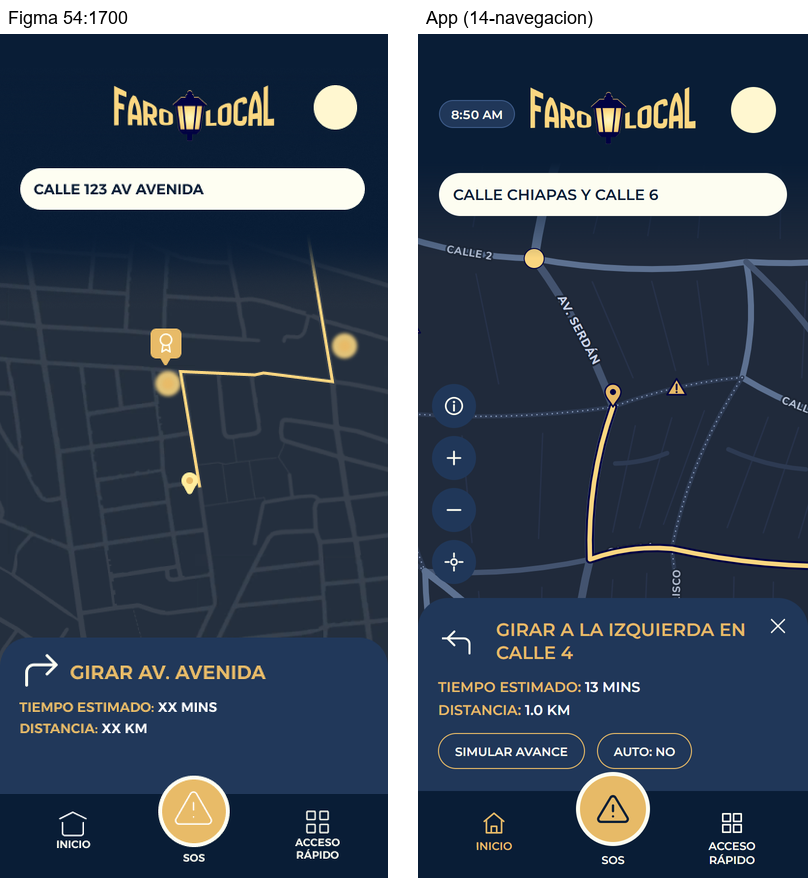 Figma 54:1700
FARO LOCAL
CALLE 123 AV AVENIDA
GIRAR AV. AVENIDA
TIEMPO ESTIMADO: XX MINS
DISTANCIA: XX KM
INICIO
SOS
ACCESO
RÁPIDO
App (14-navegacion)
8:50 AM
FARO LOCAL
CALLE CHIAPAS Y CALLE 6
CALLE 2
AV. SERDÁN
CALL
LISCO
GIRAR A LA IZQUIERDA EN
CALLE 4
TIEMPO ESTIMADO: 13 MINS
DISTANCIA: 1.0 KM
SIMULAR AVANCE
AUTO: NO
INICIO
SOS
ACCESO
RÁPIDO